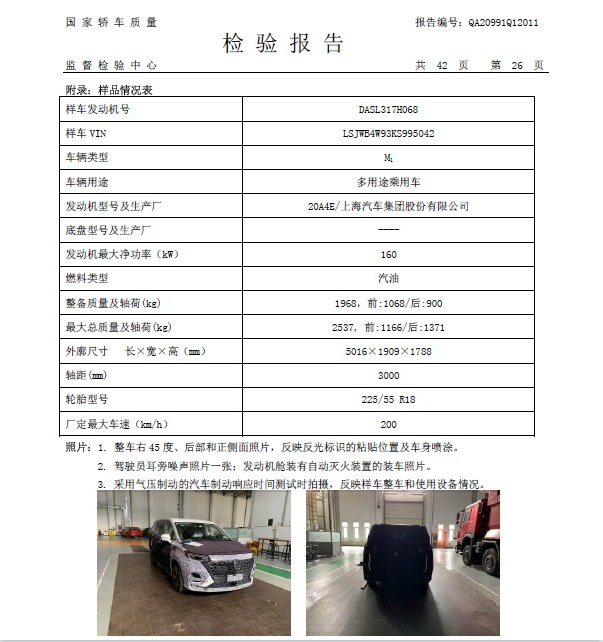 国家轿车质量 报告编号: QA20991Q12011
检验报告
监督检验中心 共 42 页 第 26 页
附录: 样品情况表
样车发动机号 DASL317H068
样车 VIN LSJWB4W93KS995042
车辆类型 M₁
车辆用途 多用途乘用车
发动机型号及生产厂 20A4E/上海汽车集团股份有限公司
底盘型号及生产厂 ----
发动机最大净功率(kW) 160
燃料类型 汽油
整备质量及轴荷(kg) 1968, 前:1068/后:900
最大总质量及轴荷(kg) 2537, 前:1166/后:1371
外廓尺寸 长×宽×高(mm) 5016×1909×1788
轴距(mm) 3000
轮胎型号 225/55 R18
厂定最大车速(km/h) 200
照片: 1. 整车右 45 度、后部和正侧面照片, 反映反光标识的粘贴位置及车身喷涂。
2. 驾驶员耳旁噪声照片一张; 发动机舱装有自动灭火装置的装车照片。
3. 采用气压制动的汽车制动响应时间测试时拍摄, 反映样车整车和使用设备情况。